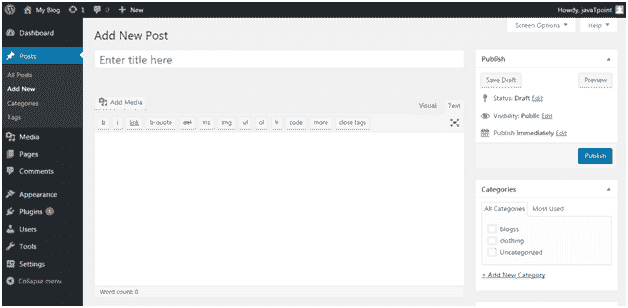 My Blog 1 0 New Howdy, javaTpoint
Screen Options Help
Dashboard
Posts
All Posts
Add New
Categories
Tags
Media
Pages
Comments
Appearance
Plugins 1
Users
Tools
Settings
Collapse menu
Add New Post
Enter title here
Add Media Visual Text
b i link b-quote del ins img ul ol li code more close tags
Word count: 0
Publish
Save Draft Preview
Status: Draft Edit
Visibility: Public Edit
Publish Immediately Edit
Publish
Categories
All Categories Most Used
blogss
clothing
Uncategorized
+ Add New Category